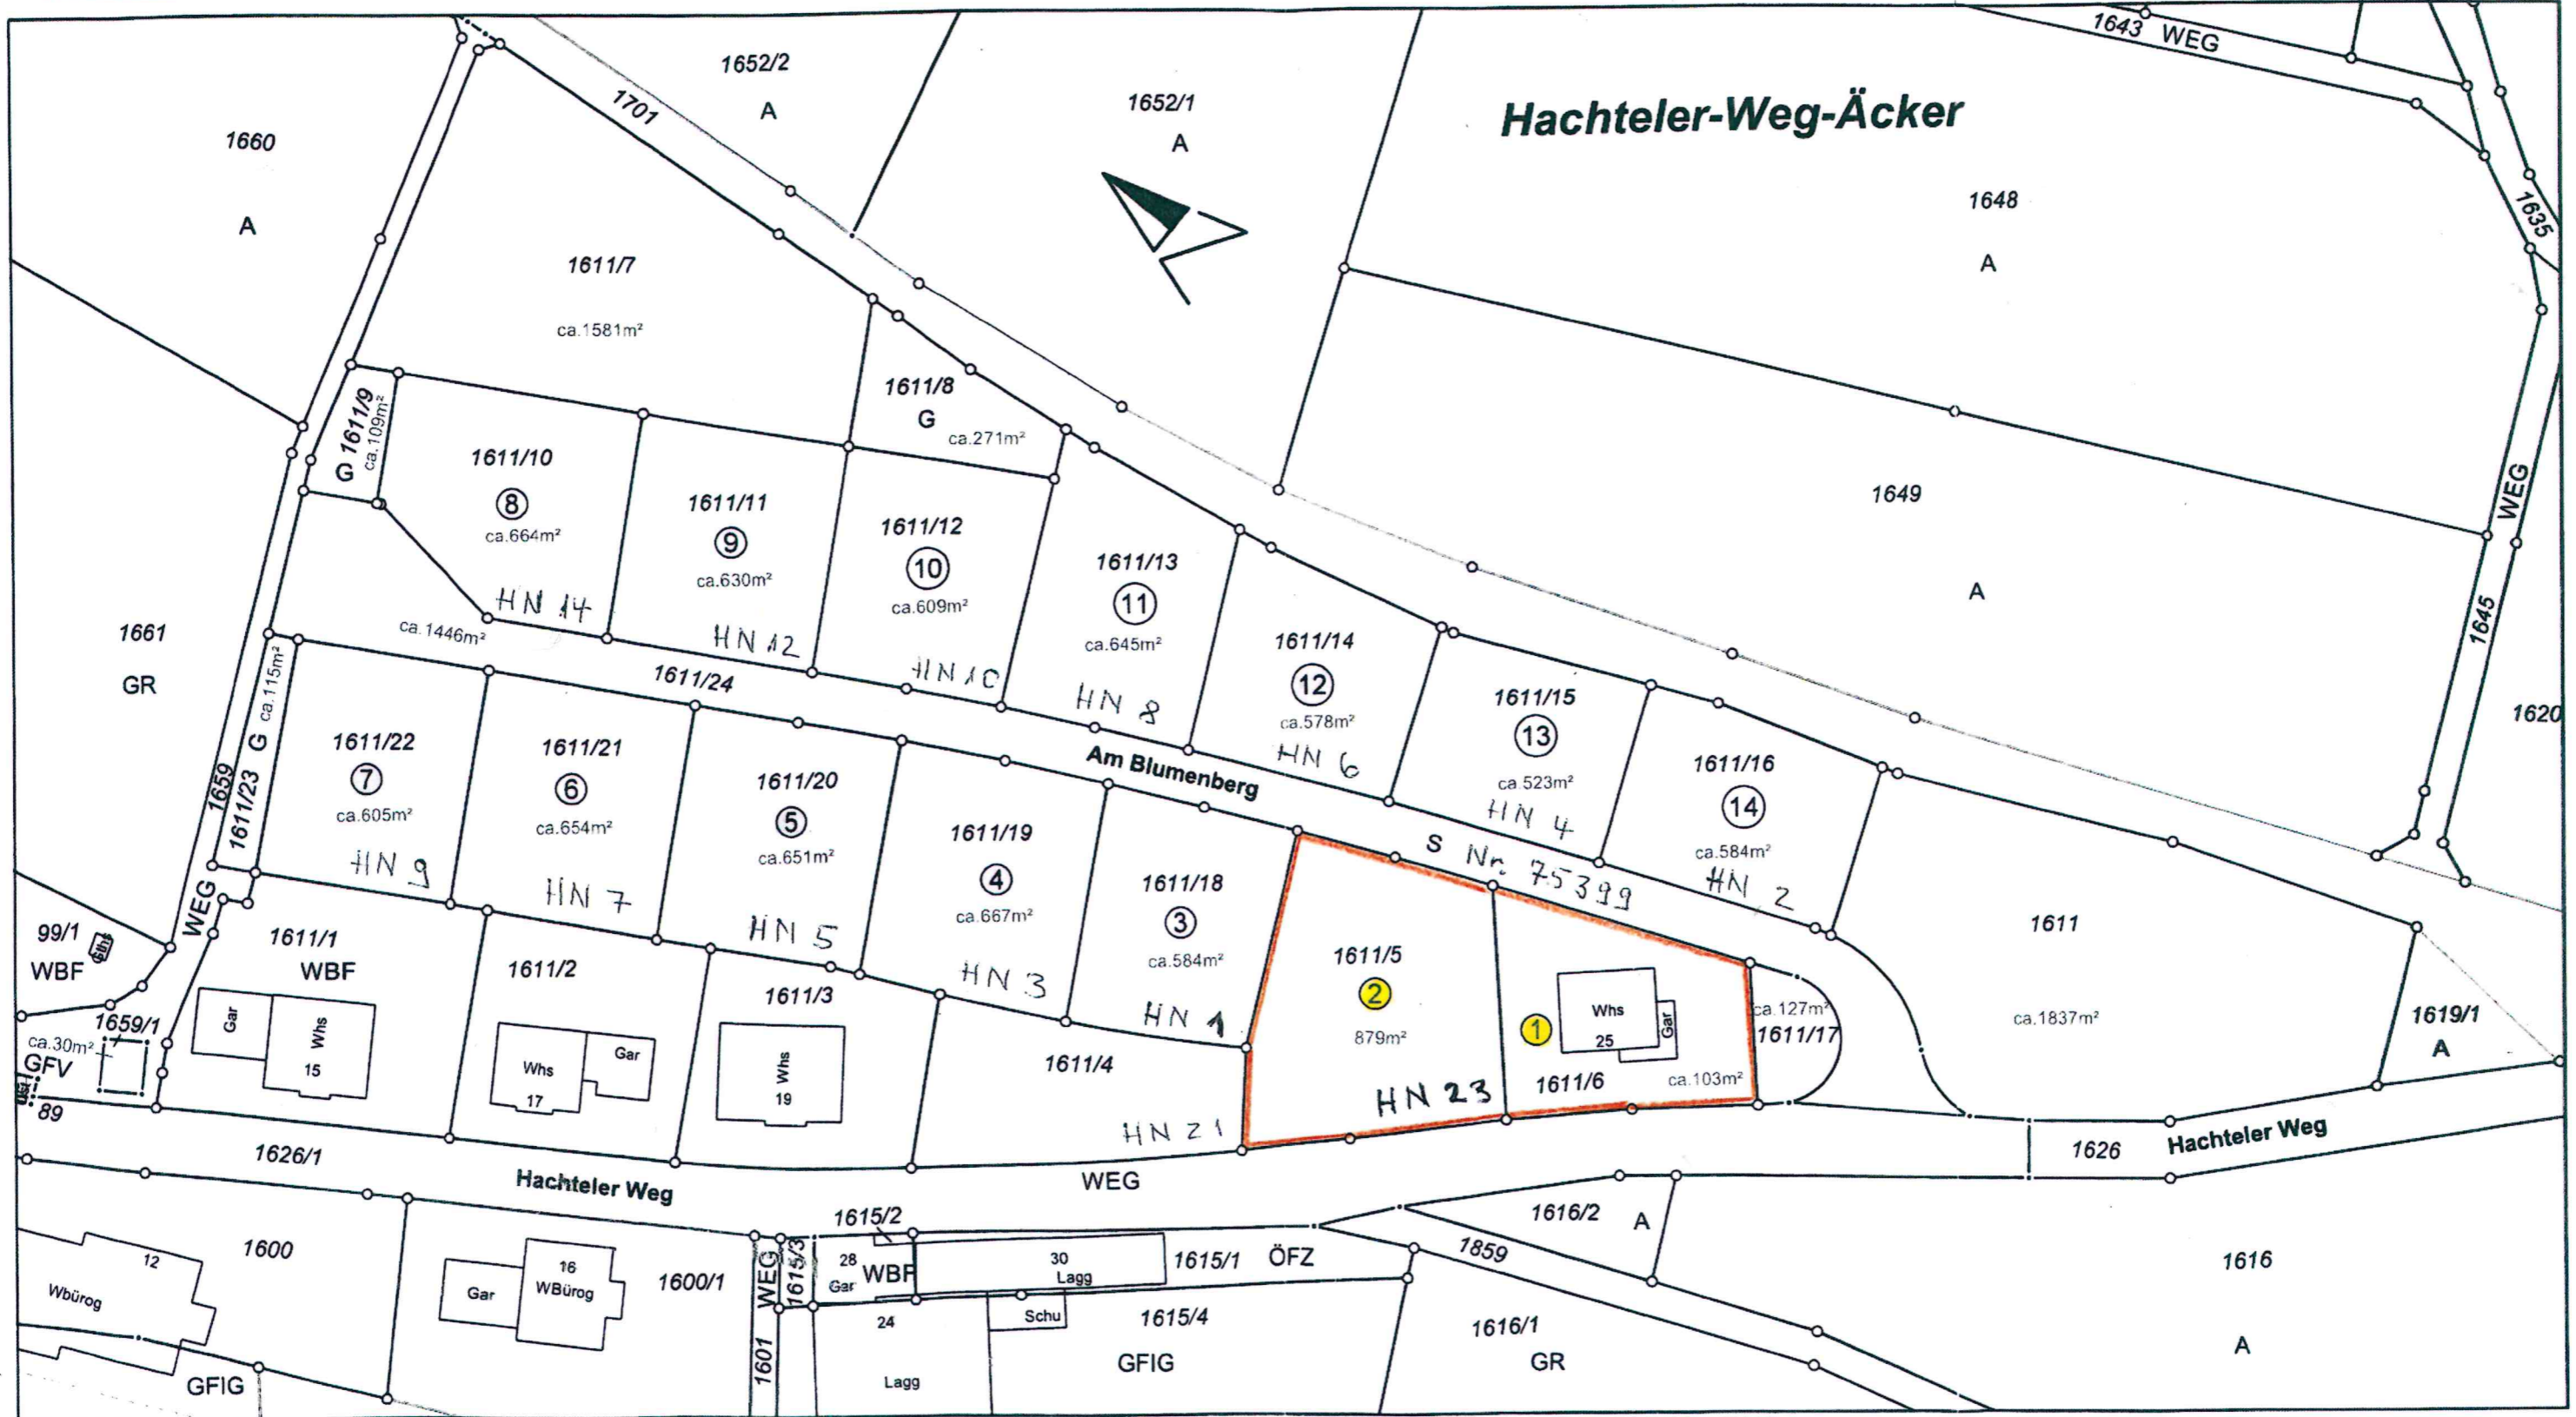 1643 WEG
1652/2
A
1652/1
A
Hachteler-Weg-Äcker
1701
1660
A
1648
A
1635
1611/7
ca.1581m²
1611/8
G
ca.271m²
1611/9
G
ca.109m²
1649
A
WEG
1645
1620
1611/10
8
ca.664m²
HN 14
1611/11
9
ca.630m²
HN 12
1611/12
10
ca.609m²
HN 10
1611/13
11
ca.645m²
HN 8
1611/14
12
ca.578m²
HN 6
1611/15
13
ca.523m²
HN 4
1611/16
14
ca.584m²
HN 2
1661
GR
ca.1446m²
1611/24
Am Blumenberg
S Nr. 75399
1659
1611/23
G
ca.115m²
WEG
1611/22
7
ca.605m²
HN 9
1611/21
6
ca.654m²
HN 7
1611/20
5
ca.651m²
HN 5
1611/19
4
ca.667m²
HN 3
1611/18
3
ca.584m²
HN 1
1611/5
2
879m²
HN 23
1
Whs
25
Gar
1611/6
ca.103m²
ca.127m²
1611/17
1611
ca.1837m²
1619/1
A
99/1
Gths
WBF
1659/1
ca.30m²
GFV
89
1611/1
WBF
Gar
Whs
15
1611/2
Whs
17
Gar
1611/3
Whs
19
1611/4
HN 21
1626/1
Hachteler Weg
WEG
1626
Hachteler Weg
12
Wbürog
1600
GFIG
Gar
16
WBürog
1600/1
WEG
1601
1615/3
1615/2
28
Gar
WBF
30
Lagg
1615/1
ÖFZ
24
Lagg
Schu
1615/4
GFIG
1616/2
A
1859
1616/1
GR
1616
A